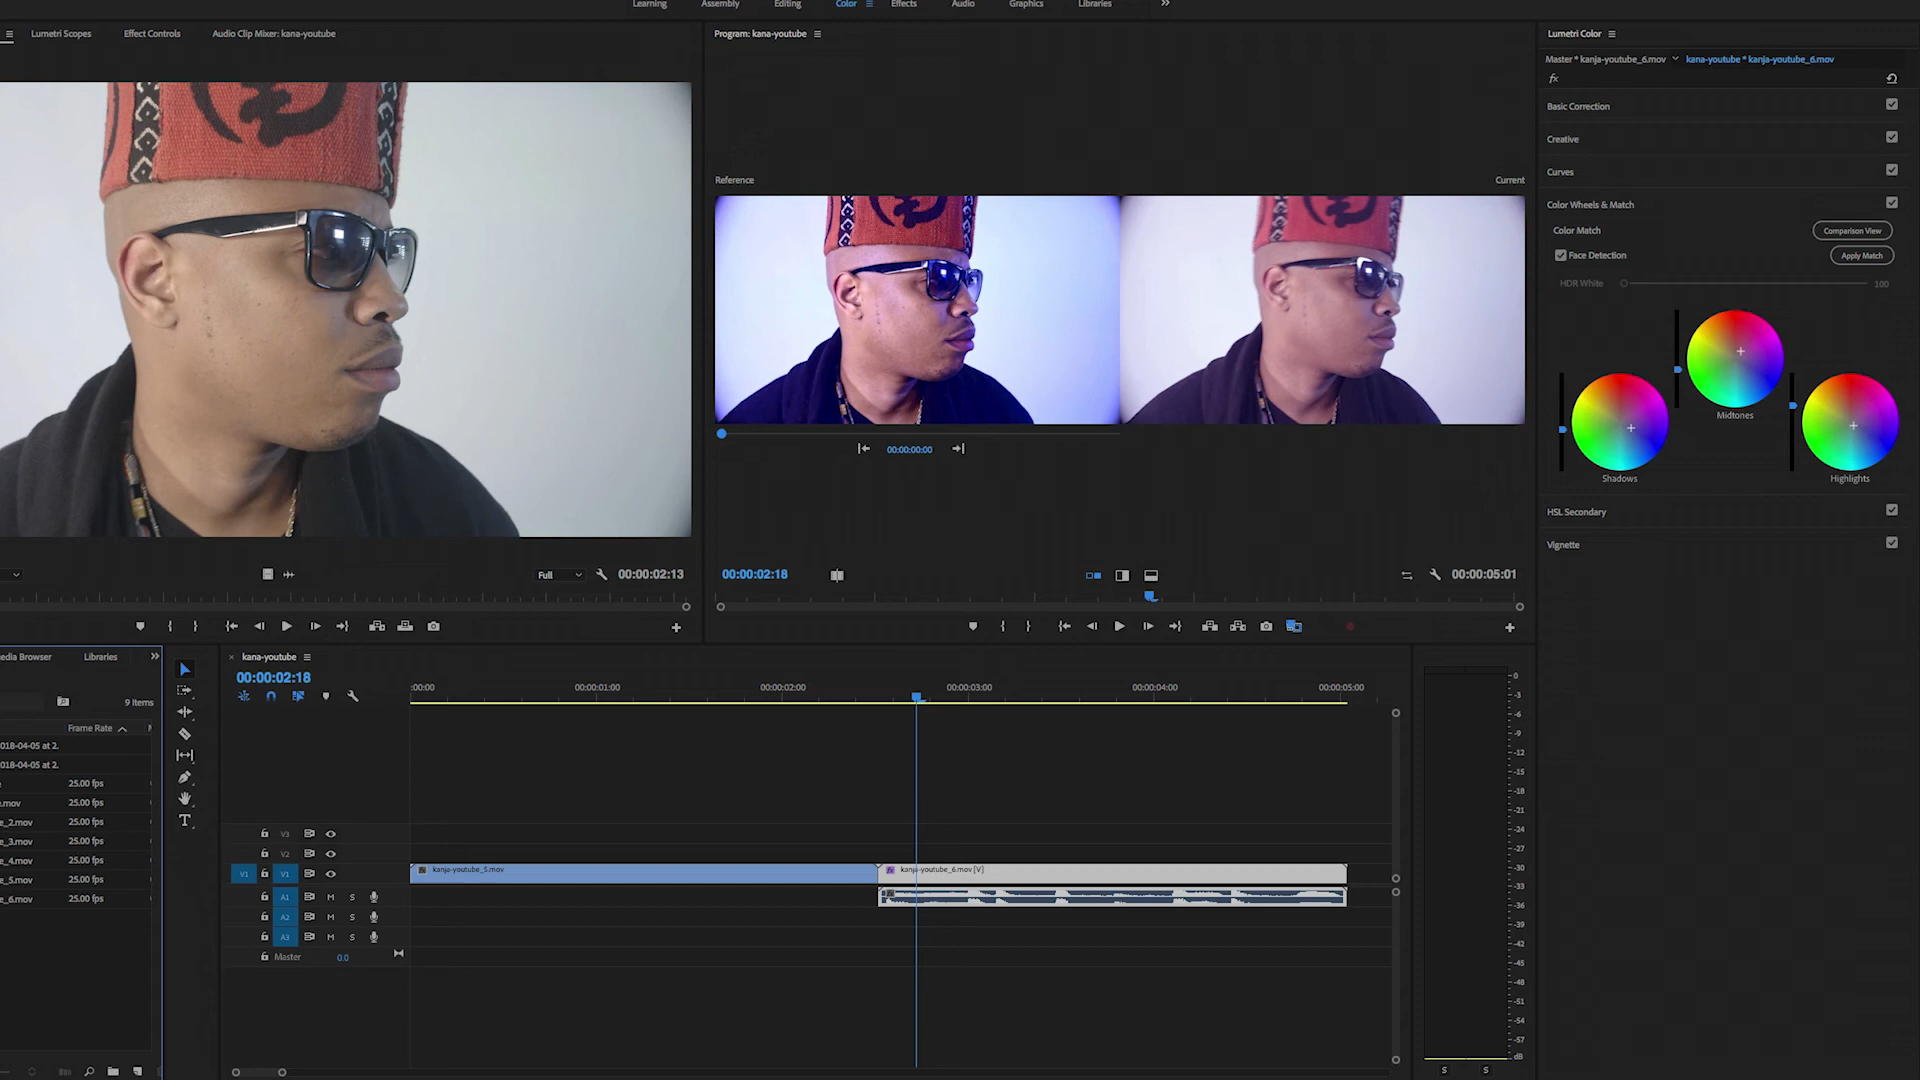 Learning Assembly Editing Color Effects Audio Graphics Libraries
Lumetri Scopes Effect Controls Audio Clip Mixer: kana-youtube
Program: kana-youtube
Lumetri Color
Master * kanja-youtube_6.mov kana-youtube * kanja-youtube_6.mov
fx
Basic Correction
Creative
Curves
Color Wheels & Match
Color Match Comparison View
Face Detection Apply Match
HDR White 100
Midtones
Shadows Highlights
HSL Secondary
Vignette
Reference Current
00:00:00:00
Full 00:00:02:13
00:00:02:18 00:00:05:01
edia Browser Libraries
9 Items
Frame Rate
018-04-05 at 2.
018-04-05 at 2.
25.00 fps
.mov 25.00 fps
e_2.mov 25.00 fps
e_3.mov 25.00 fps
e_4.mov 25.00 fps
e_5.mov 25.00 fps
e_6.mov 25.00 fps
kana-youtube
00:00:02:18
:00:00 00:00:01:00 00:00:02:00 00:00:03:00 00:00:04:00 00:00:05:00
V3
V2
V1 V1 kanja-youtube_5.mov kanja-youtube_6.mov [V]
A1 M S
A2 M S
A3 M S
Master 0.0
0
-3
-6
-9
-12
-15
-18
-21
-24
-27
-30
-33
-36
-39
-42
-45
-48
-51
-54
-57
dB
S S